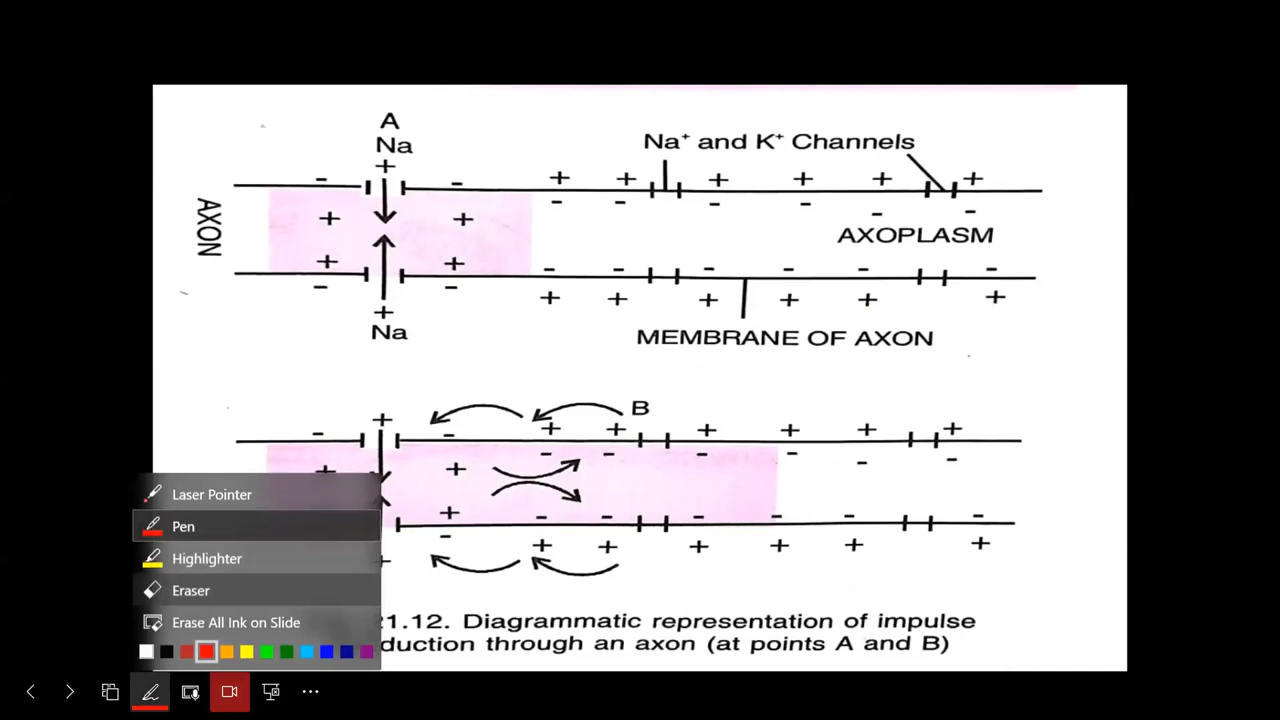 A
Na
+
Na⁺ and K⁺ Channels
- - + + + + + +
+ + - - - - - -
AXON
AXOPLASM
+ + - - - - - -
- - + + + + + +
+
Na
MEMBRANE OF AXON
B
+
- - + + + + + +
+ + - - - - - -
+ - - - - - -
- + + + + + +
+
Laser Pointer
Pen
Highlighter
Eraser
Erase All Ink on Slide
1.12. Diagrammatic representation of impulse
duction through an axon (at points A and B)